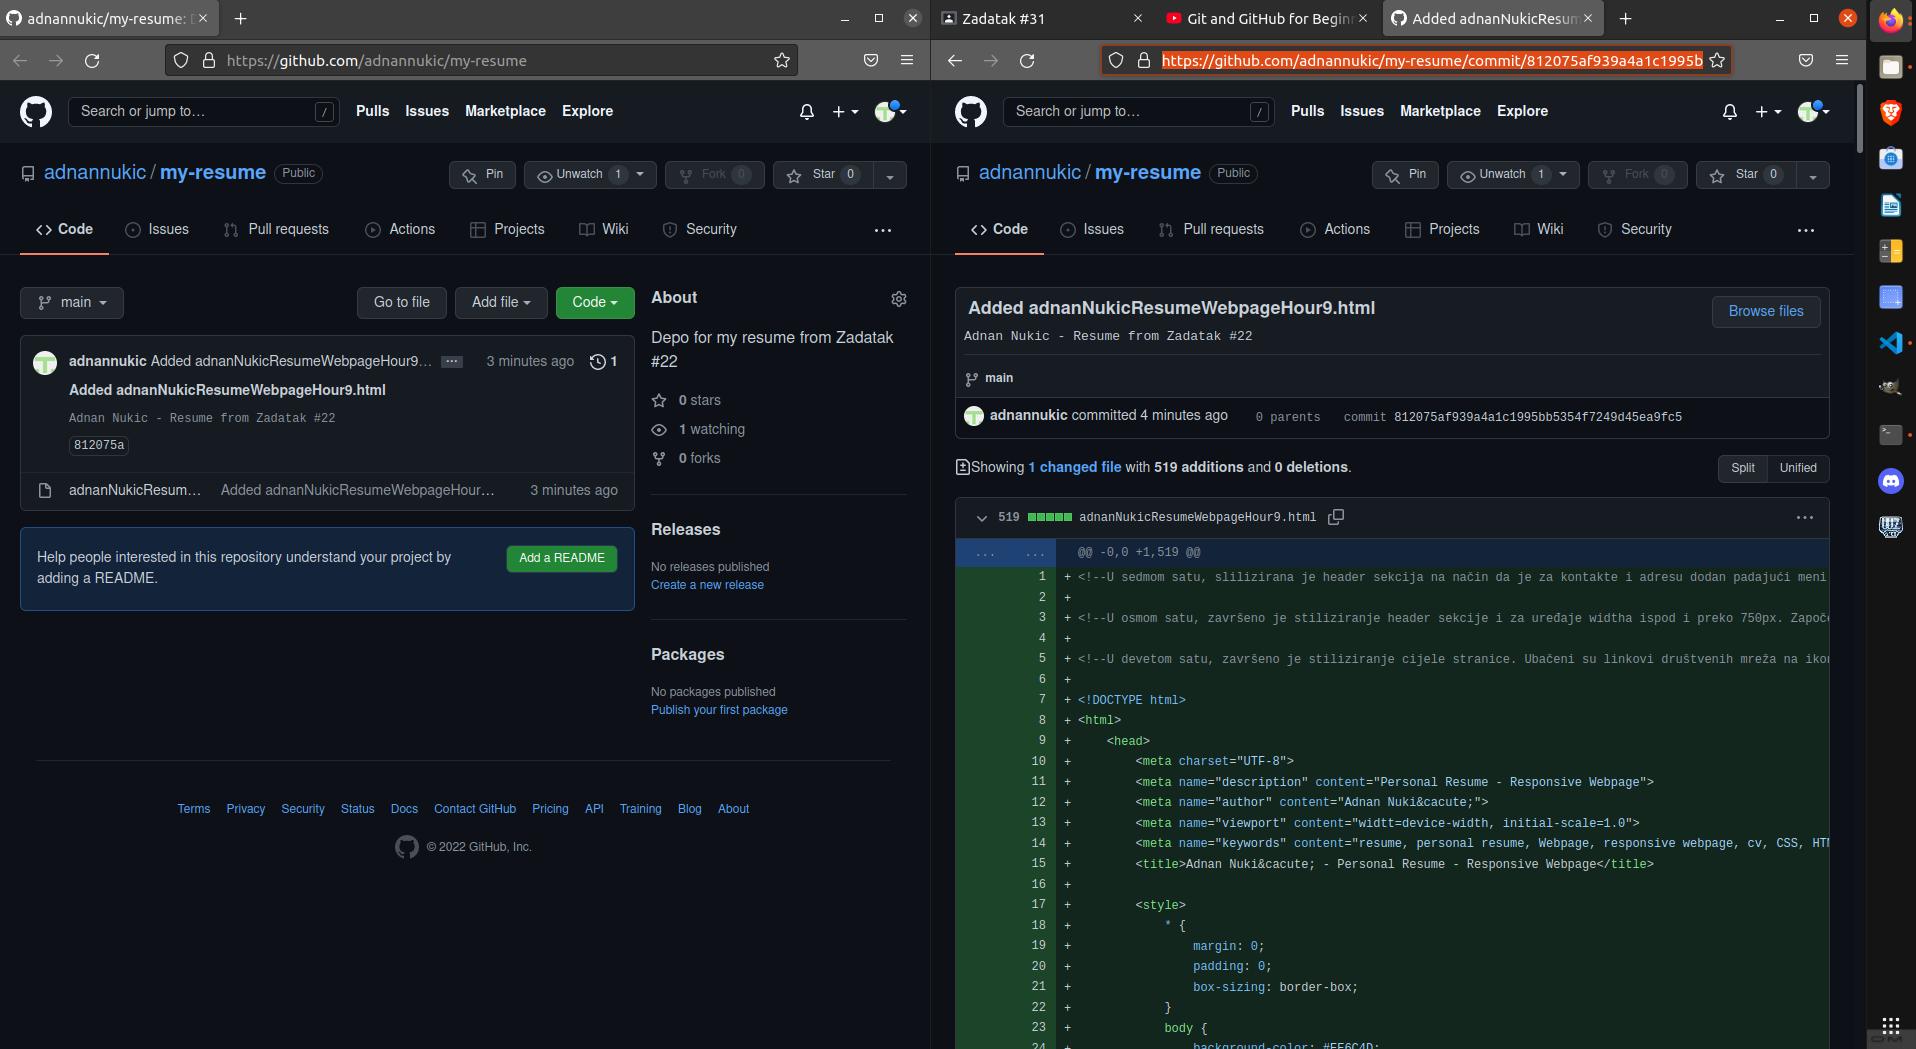 adnannukic/my-resume: D
https://github.com/adnannukic/my-resume
Search or jump to…
/
Pulls
Issues
Marketplace
Explore
adnannukic / my-resume
Public
Pin
Unwatch 1
Fork 0
Star 0
Code
Issues
Pull requests
Actions
Projects
Wiki
Security
main
Go to file
Add file
Code
adnannukic Added adnanNukicResumeWebpageHour9… 3 minutes ago 1
Added adnanNukicResumeWebpageHour9.html
Adnan Nukic - Resume from Zadatak #22
812075a
adnanNukicResum… Added adnanNukicResumeWebpageHour… 3 minutes ago
Help people interested in this repository understand your project by
adding a README.
Add a README
About
Depo for my resume from Zadatak
#22
0 stars
1 watching
0 forks
Releases
No releases published
Create a new release
Packages
No packages published
Publish your first package
Terms Privacy Security Status Docs Contact GitHub Pricing API Training Blog About
© 2022 GitHub, Inc.
Zadatak #31
Git and GitHub for Beginn
Added adnanNukicResum
https://github.com/adnannukic/my-resume/commit/812075af939a4a1c1995b
Search or jump to…
/
Pulls
Issues
Marketplace
Explore
adnannukic / my-resume
Public
Pin
Unwatch 1
Fork 0
Star 0
Code
Issues
Pull requests
Actions
Projects
Wiki
Security
Added adnanNukicResumeWebpageHour9.html
Browse files
Adnan Nukic - Resume from Zadatak #22
main
adnannukic committed 4 minutes ago 0 parents commit 812075af939a4a1c1995bb5354f7249d45ea9fc5
Showing 1 changed file with 519 additions and 0 deletions.
Split
Unified
519 adnanNukicResumeWebpageHour9.html
... ... @@ -0,0 +1,519 @@
1 + <!--U sedmom satu, slilizirana je header sekcija na način da je za kontakte i adresu dodan padajući meni
2 +
3 + <!--U osmom satu, završeno je stiliziranje header sekcije i za uređaje widtha ispod i preko 750px. Započe
4 +
5 + <!--U devetom satu, završeno je stiliziranje cijele stranice. Ubačeni su linkovi društvenih mreža na iko
6 +
7 + <!DOCTYPE html>
8 + <html>
9 + <head>
10 + <meta charset="UTF-8">
11 + <meta name="description" content="Personal Resume - Responsive Webpage">
12 + <meta name="author" content="Adnan Nuki&cacute;">
13 + <meta name="viewport" content="widtt=device-width, initial-scale=1.0">
14 + <meta name="keywords" content="resume, personal resume, Webpage, responsive webpage, cv, CSS, HTM
15 + <title>Adnan Nuki&cacute; - Personal Resume - Responsive Webpage</title>
16 +
17 + <style>
18 + * {
19 + margin: 0;
20 + padding: 0;
21 + box-sizing: border-box;
22 + }
23 + body {
24 + background-color: #EE6C4D;